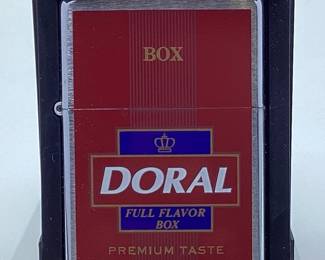 BOX
DORAL
FULL FLAVOR
BOX
PREMIUM TASTE